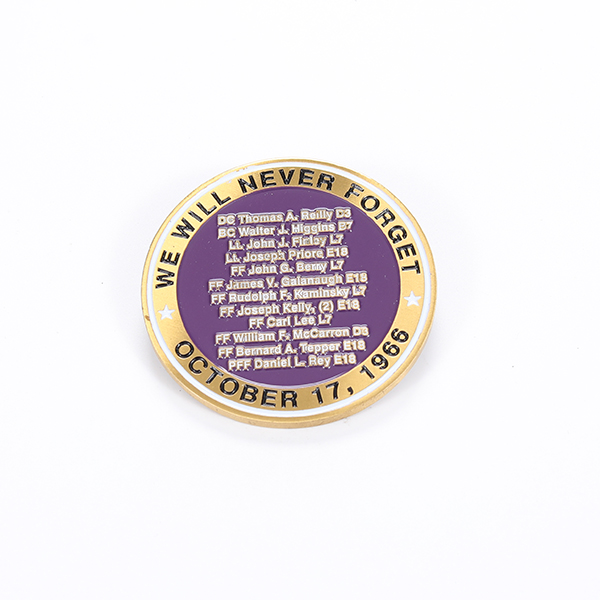 WE WILL NEVER FORGET
DC Thomas A. Reilly D3
BC Walter J. Higgins B7
Lt. John J. Finley L7
Lt. Joseph Priore E18
FF John G. Berry L7
FF James V. Galanaugh E18
FF Rudolph F. Kaminsky L7
FF Joseph Kelly, (2) E18
FF Carl Lee L7
FF William F. McCarron D3
FF Bernard A. Tepper E18
PFF Daniel L. Rey E18
OCTOBER 17, 1966